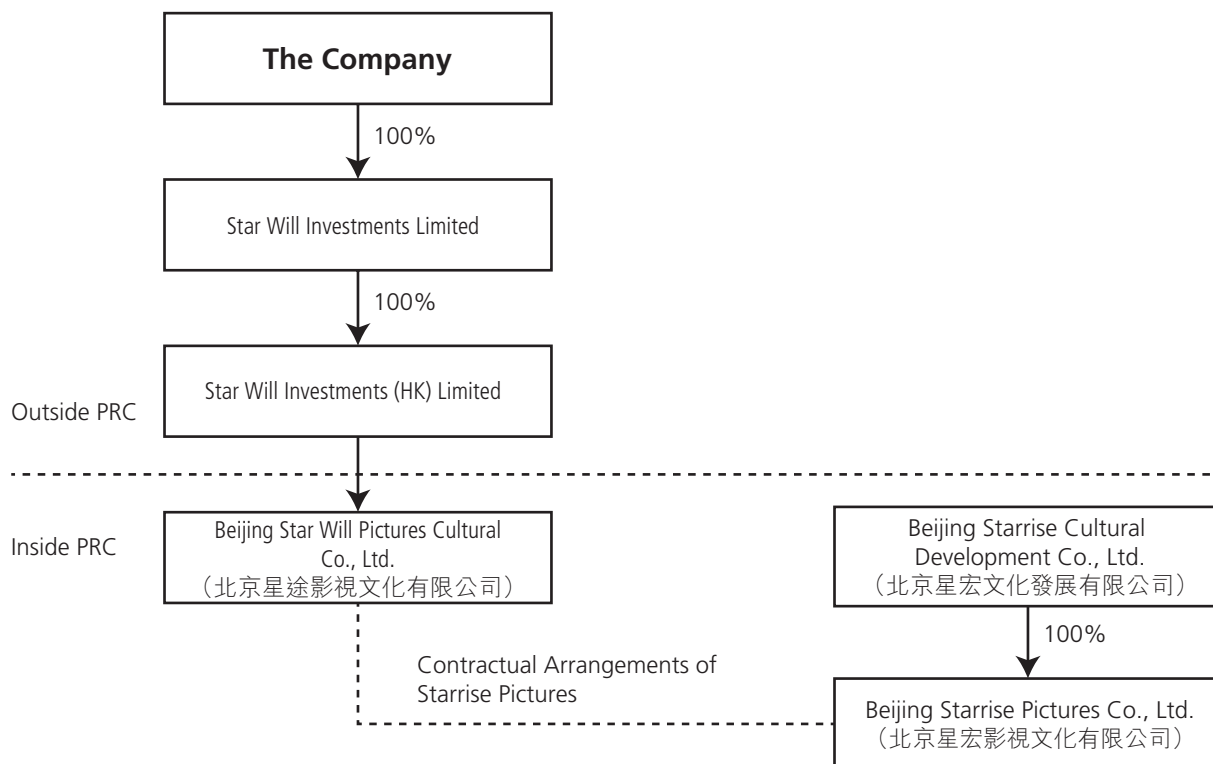 The Company
100%
Star Will Investments Limited
100%
Star Will Investments (HK) Limited
Outside PRC
Inside PRC
Beijing Star Will Pictures Cultural
Co., Ltd.
（北京星途影視文化有限公司）
Beijing Starrise Cultural
Development Co., Ltd.
（北京星宏文化發展有限公司）
100%
Contractual Arrangements of
Starrise Pictures
Beijing Starrise Pictures Co., Ltd.
（北京星宏影視文化有限公司）